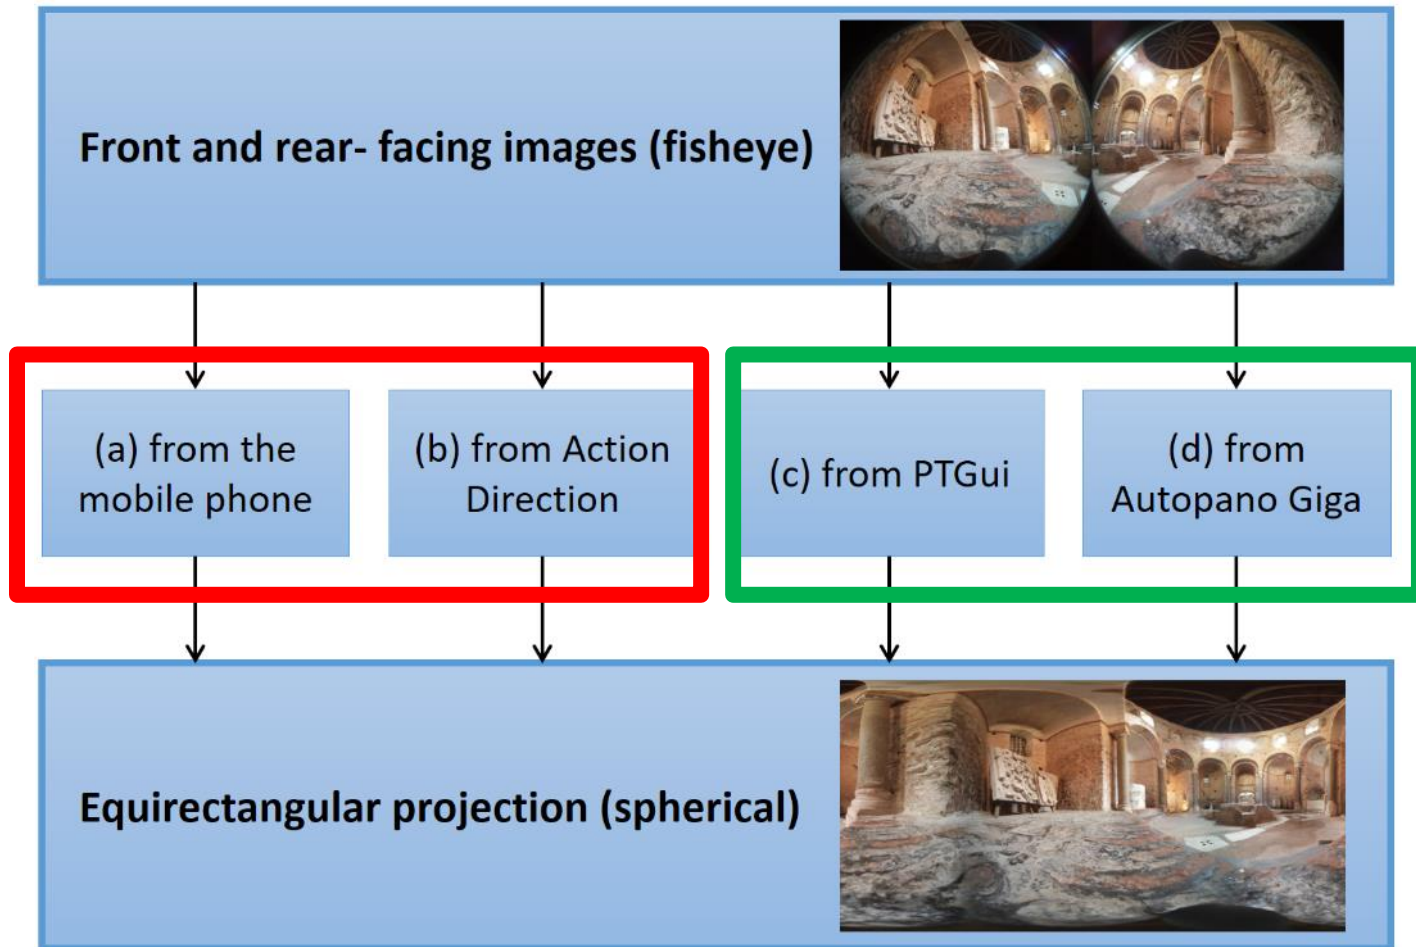 Front and rear- facing images (fisheye)
(a) from the
mobile phone
(b) from Action
Direction
(c) from PTGui
(d) from
Autopano Giga
Equirectangular projection (spherical)